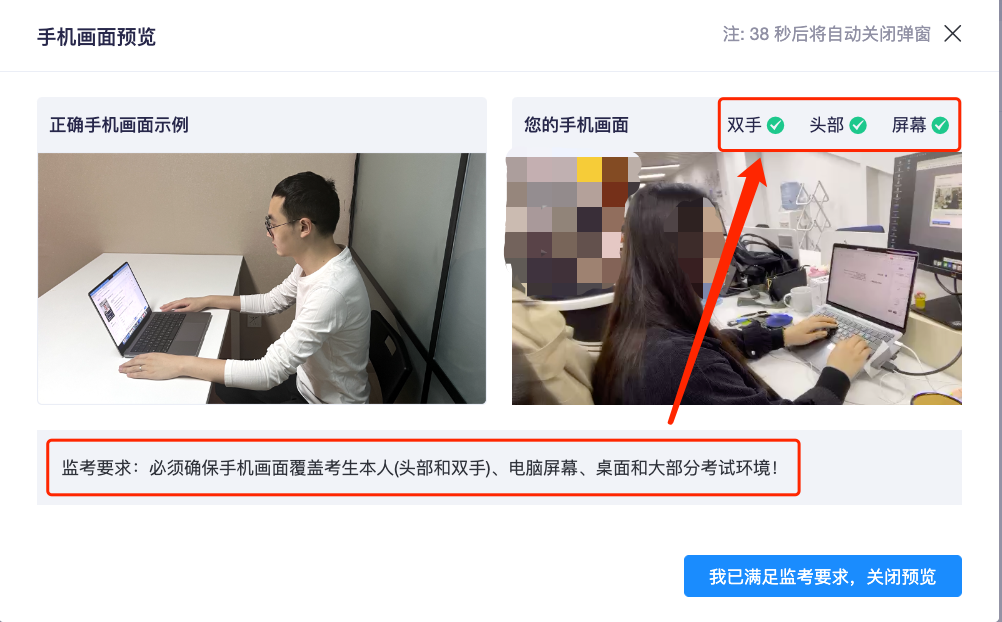 手机画面预览
注: 38 秒后将自动关闭弹窗
正确手机画面示例
您的手机画面
双手
头部
屏幕
监考要求：必须确保手机画面覆盖考生本人(头部和双手)、电脑屏幕、桌面和大部分考试环境！
我已满足监考要求，关闭预览